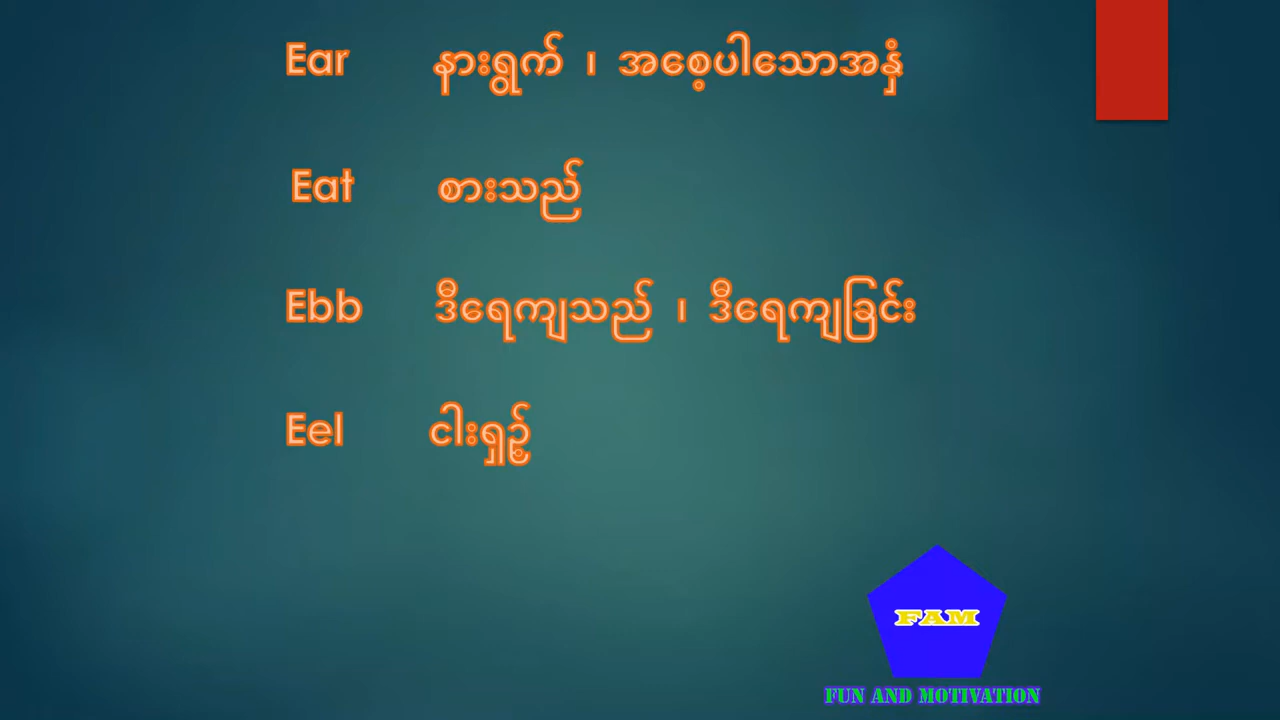 Ear နားရွက် ၊ အစေ့ပါသောအနှံ
Eat စားသည်
Ebb ဒီရေကျသည် ၊ ဒီရေကျခြင်း
Eel ငါးရှဉ့်
FAM
FUN AND MOTIVATION